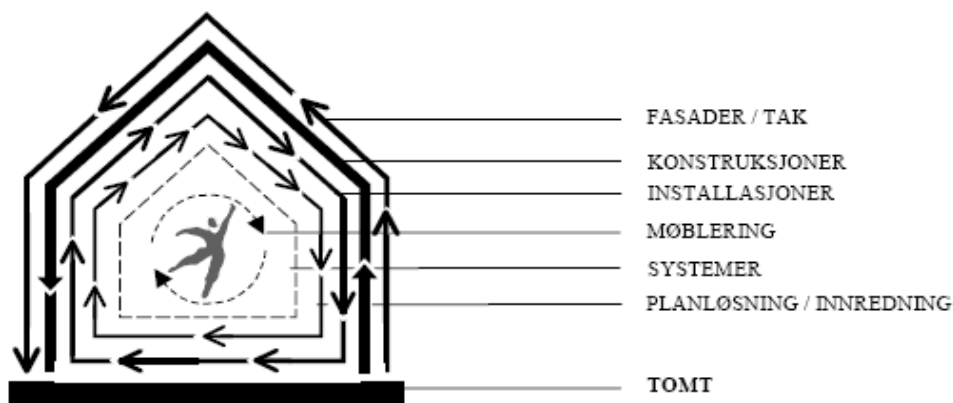 FASADER / TAK
KONSTRUKSJONER
INSTALLASJONER
MØBLERING
SYSTEMER
PLANLØSNING / INNREDNING
TOMT